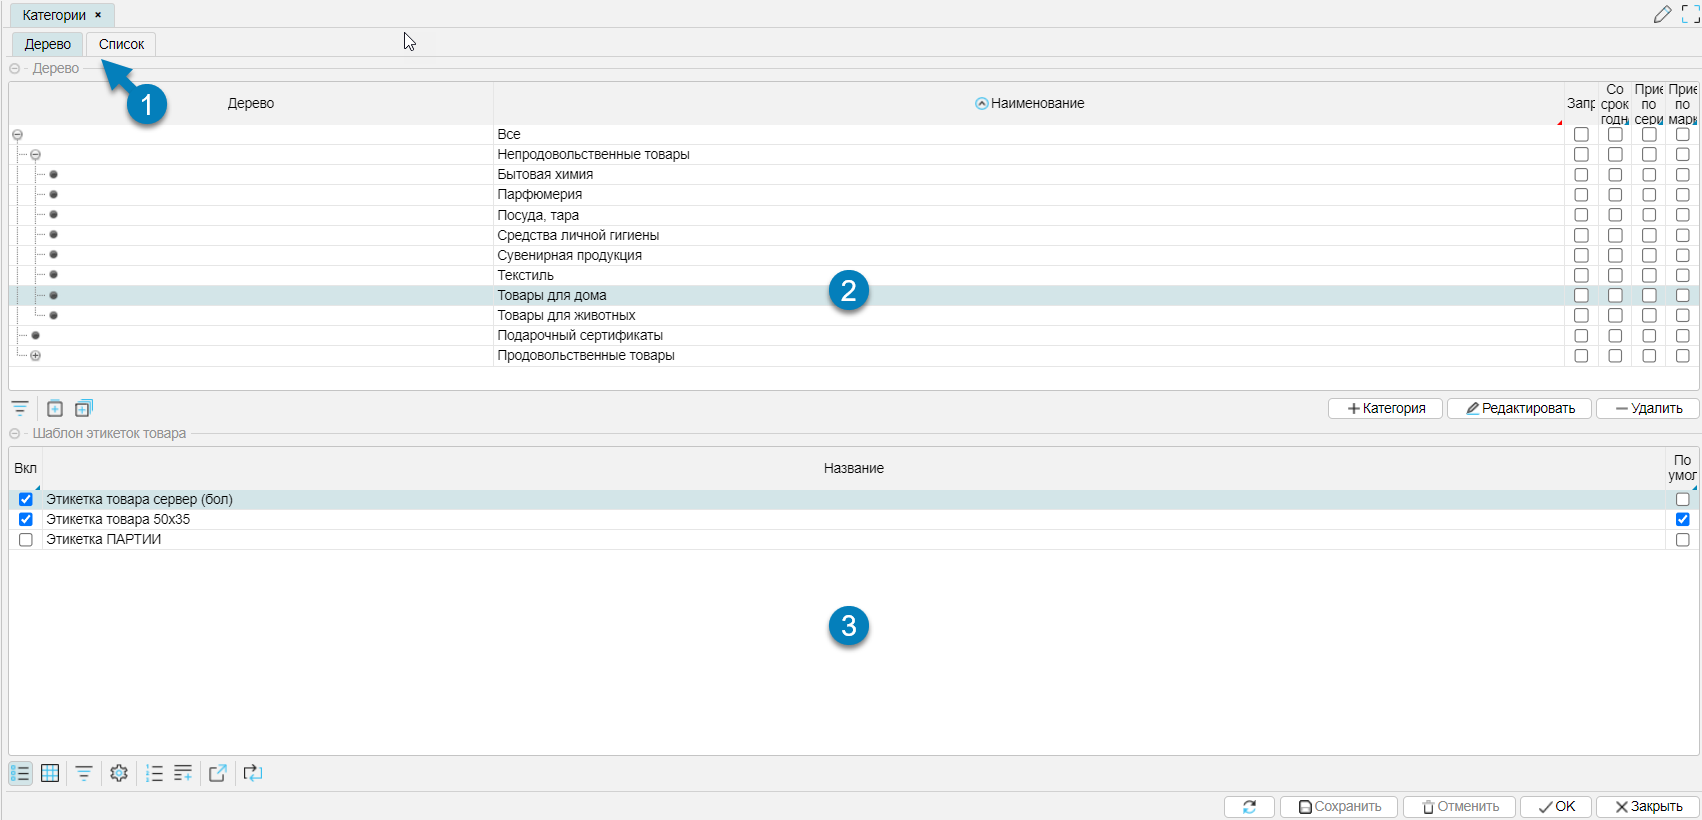 Категории ×
Дерево Список
Дерево
1
Дерево Наименование Запр Со срок годн Прие по сери Прие по марк
Все
Непродовольственные товары
Бытовая химия
Парфюмерия
Посуда, тара
Средства личной гигиены
Сувенирная продукция
Текстиль
Товары для дома
2
Товары для животных
Подарочный сертификаты
Продовольственные товары
Категория Редактировать Удалить
Шаблон этикеток товара
Вкл Название По умол
Этикетка товара сервер (бол)
Этикетка товара 50x35
Этикетка ПАРТИИ
3
Сохранить Отменить OK Закрыть